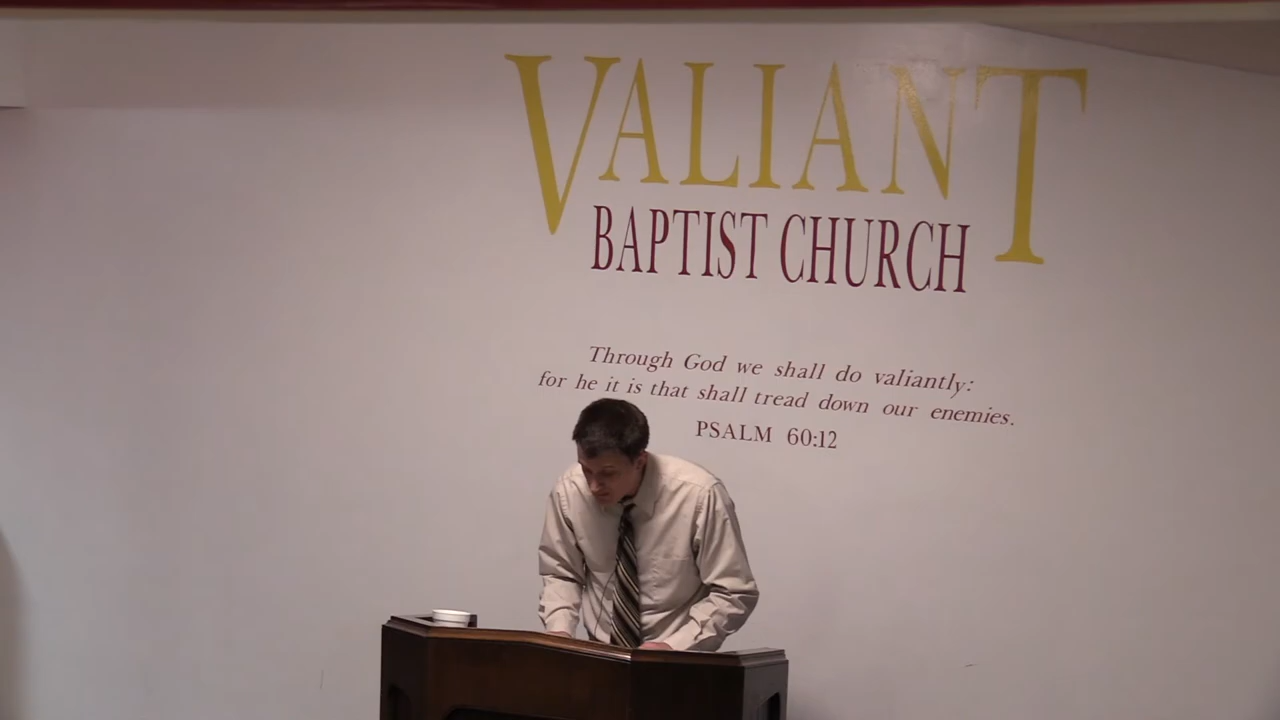 VALIANT
BAPTIST CHURCH
Through God we shall do valiantly:
for he it is that shall tread down our enemies.
PSALM 60:12